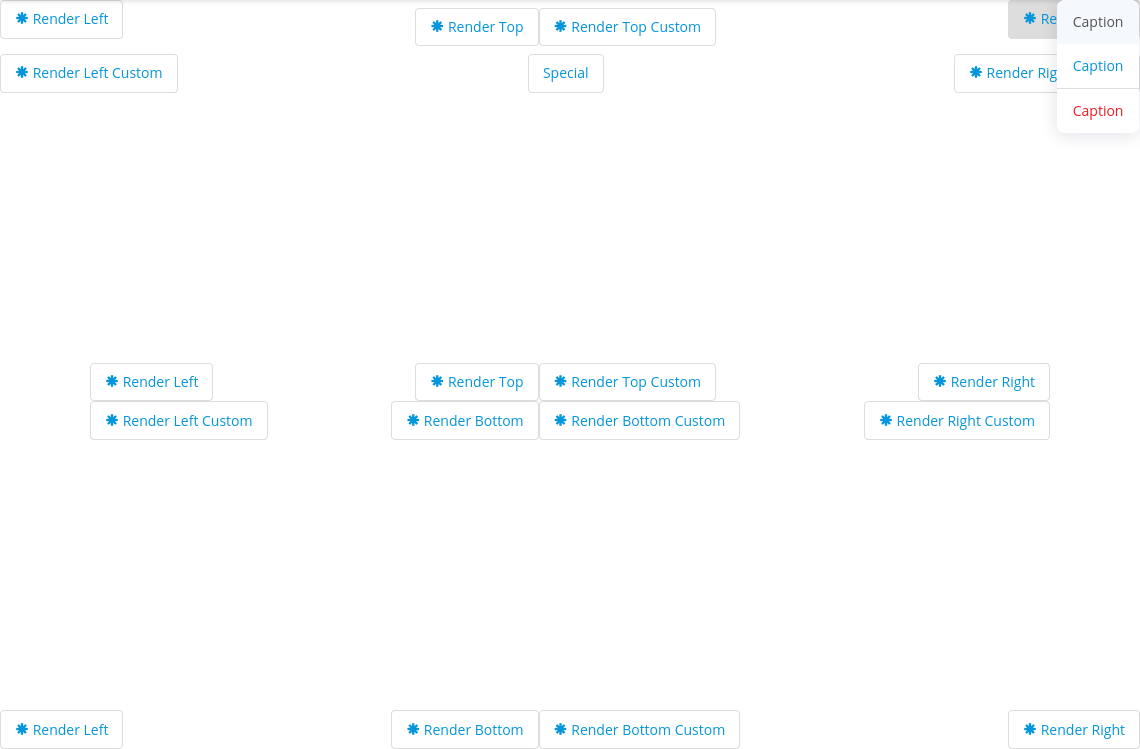 Render Left
Render Top
Render Top Custom
Re
Caption
Caption
Caption
Render Left Custom
Special
Render Rig
Render Left
Render Top
Render Top Custom
Render Right
Render Left Custom
Render Bottom
Render Bottom Custom
Render Right Custom
Render Left
Render Bottom
Render Bottom Custom
Render Right